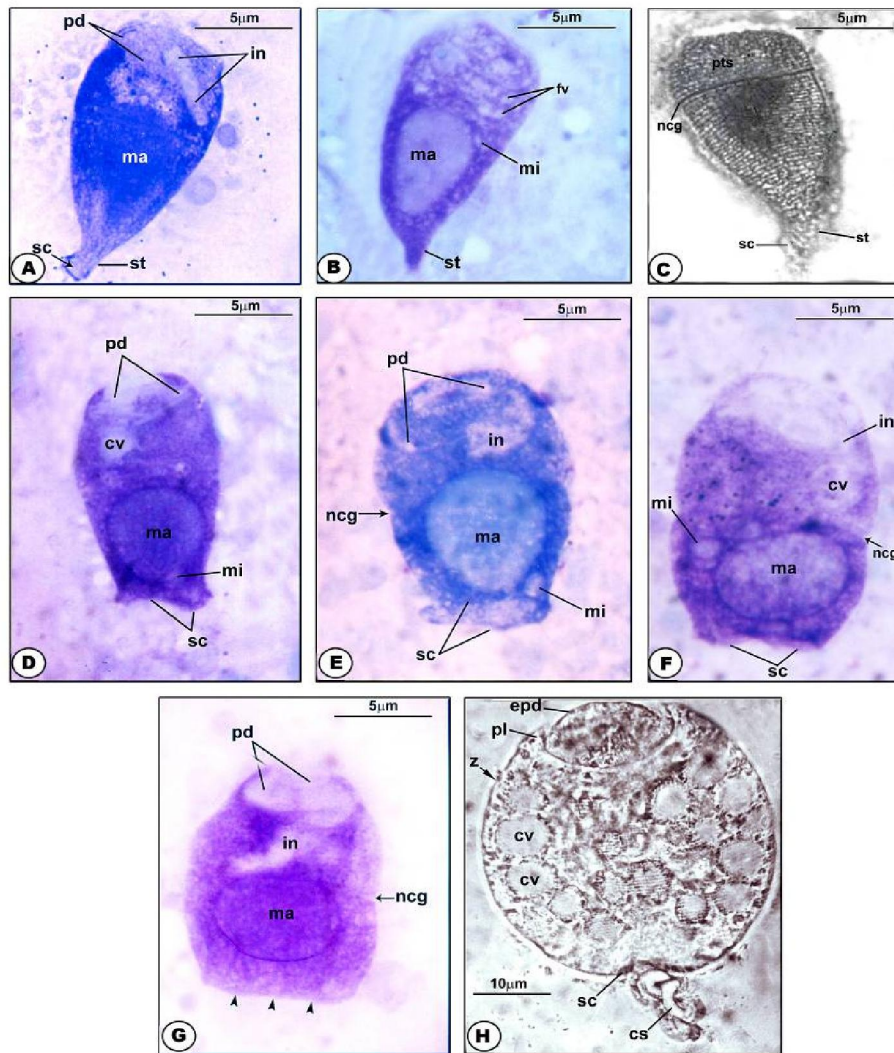 5μm
pd
in
ma
sc
st
A
5μm
fv
ma
mi
st
B
5μm
pts
ncg
sc
st
C
5μm
pd
cv
ma
mi
sc
D
5μm
pd
in
ncg
ma
mi
sc
E
5μm
in
cv
mi
ncg
ma
sc
F
5μm
pd
in
ncg
ma
G
epd
pl
z
cv
cv
10μm
sc
cs
H